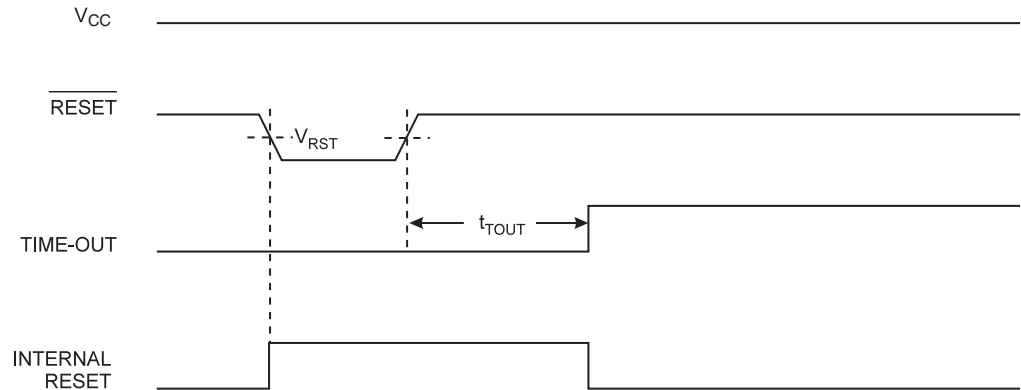 VCC
RESET
VRST
tTOUT
TIME-OUT
INTERNAL
RESET